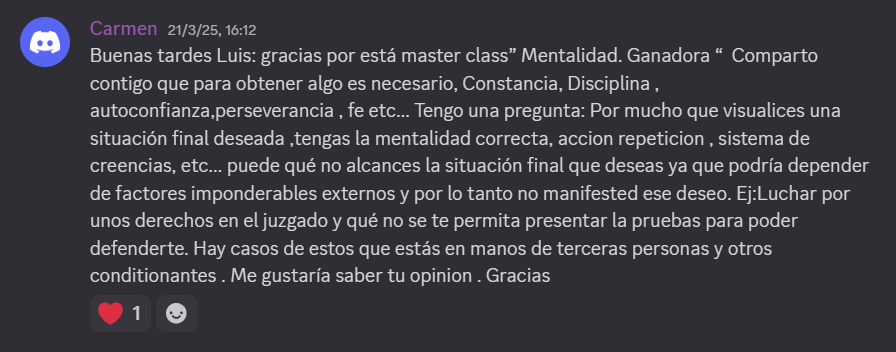 Carmen 21/3/25, 16:12
Buenas tardes Luis: gracias por está master class” Mentalidad. Ganadora “ Comparto
contigo que para obtener algo es necesario, Constancia, Disciplina ,
autoconfianza,perseverancia , fe etc... Tengo una pregunta: Por mucho que visualices una
situación final deseada ,tengas la mentalidad correcta, accion repeticion , sistema de
creencias, etc... puede qué no alcances la situación final que deseas ya que podría depender
de factores imponderables externos y por lo tanto no manifested ese deseo. Ej:Luchar por
unos derechos en el juzgado y qué no se te permita presentar la pruebas para poder
defenderte. Hay casos de estos que estás en manos de terceras personas y otros
conditionantes . Me gustaría saber tu opinion . Gracias
1